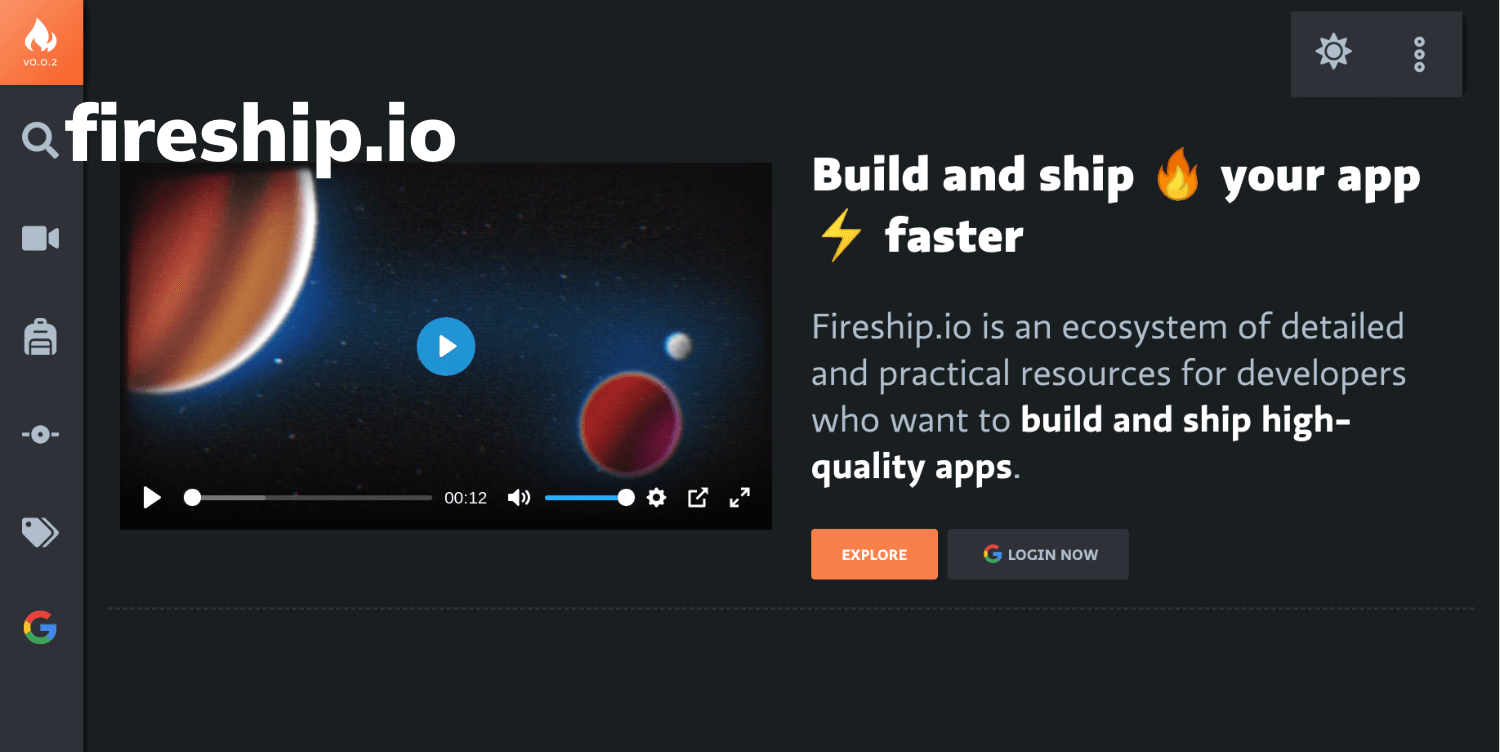 v0.0.2
fireship.io
Build and ship 🔥 your app
⚡ faster
Fireship.io is an ecosystem of detailed
and practical resources for developers
who want to build and ship high-
quality apps.
00:12
EXPLORE
LOGIN NOW